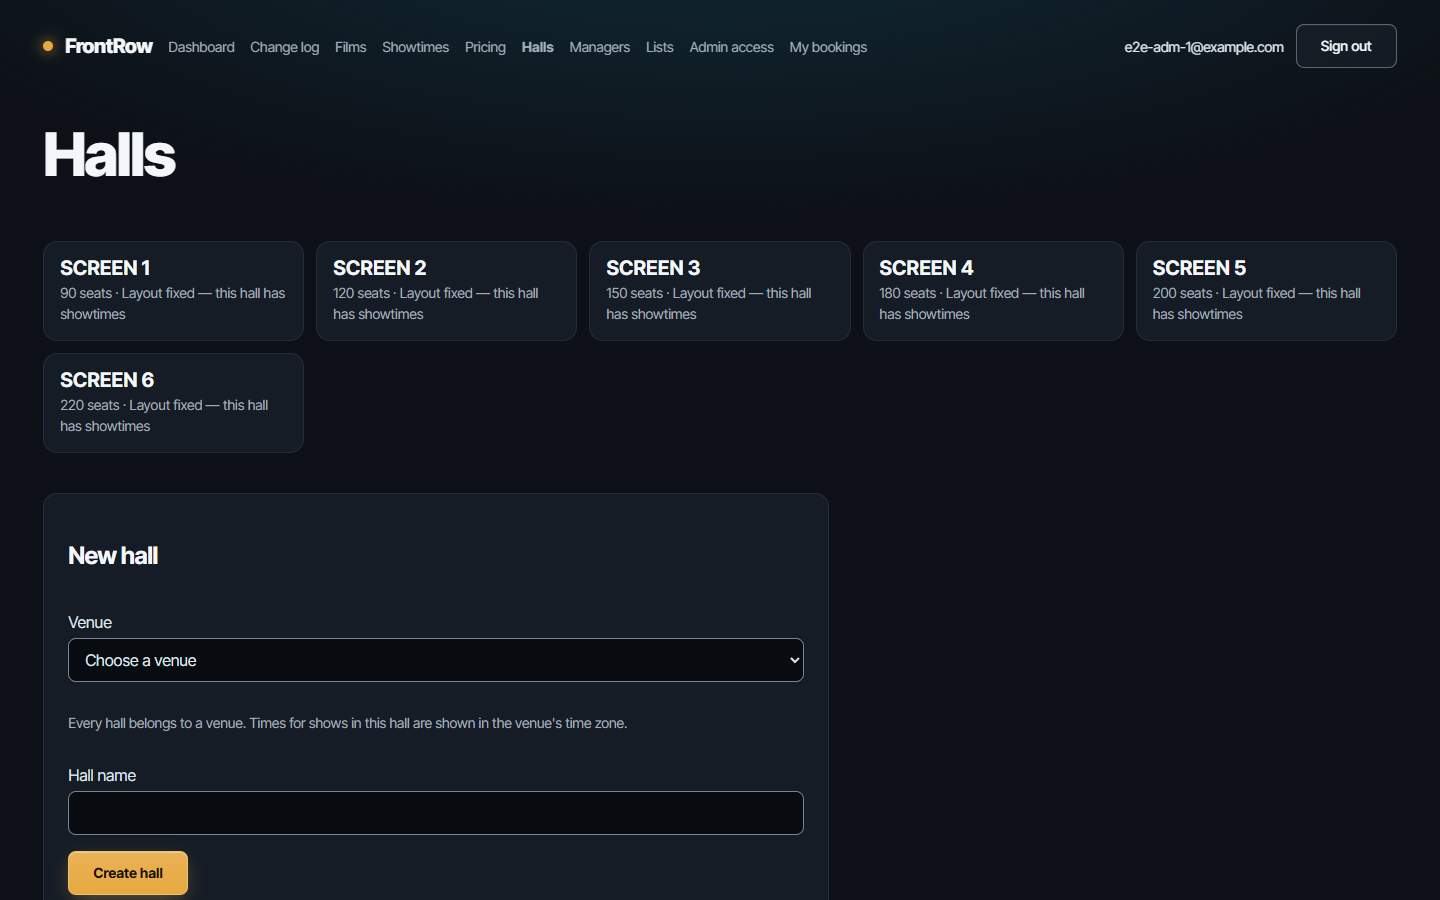 FrontRow Dashboard Change log Films Showtimes Pricing Halls Managers Lists Admin access My bookings e2e-adm-1@example.com Sign out
Halls
SCREEN 1
90 seats · Layout fixed — this hall has
showtimes
SCREEN 2
120 seats · Layout fixed — this hall
has showtimes
SCREEN 3
150 seats · Layout fixed — this hall
has showtimes
SCREEN 4
180 seats · Layout fixed — this hall
has showtimes
SCREEN 5
200 seats · Layout fixed — this hall
has showtimes
SCREEN 6
220 seats · Layout fixed — this hall
has showtimes
New hall
Venue
Choose a venue
Every hall belongs to a venue. Times for shows in this hall are shown in the venue's time zone.
Hall name
Create hall